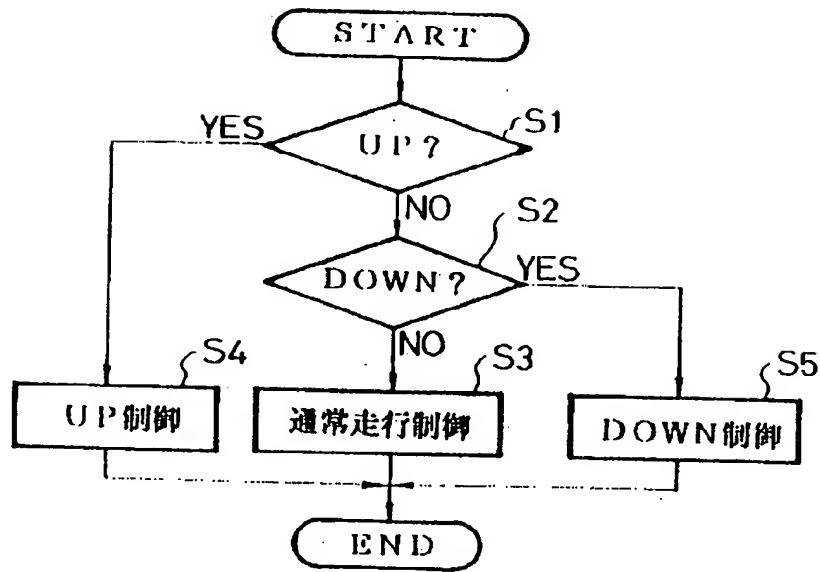 START
S1
YES
UP?
NO
S2
DOWN?
YES
NO
S4
S3
S5
UP制御
通常走行制御
DOWN制御
END